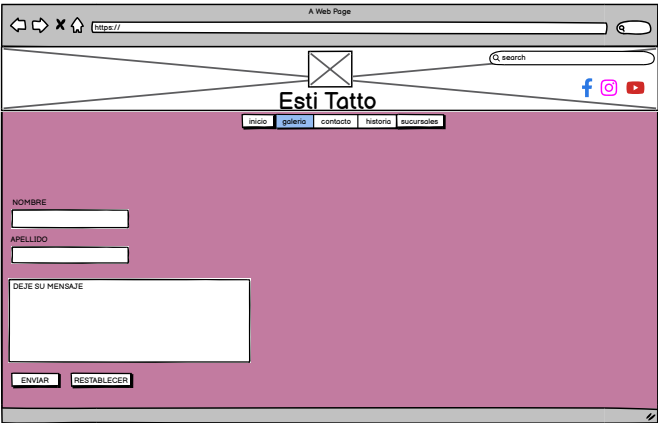 A Web Page
https://
search
Esti Tatto
inicio galeria contacto historia sucursales
NOMBRE
APELLIDO
DEJE SU MENSAJE
ENVIAR RESTABLECER